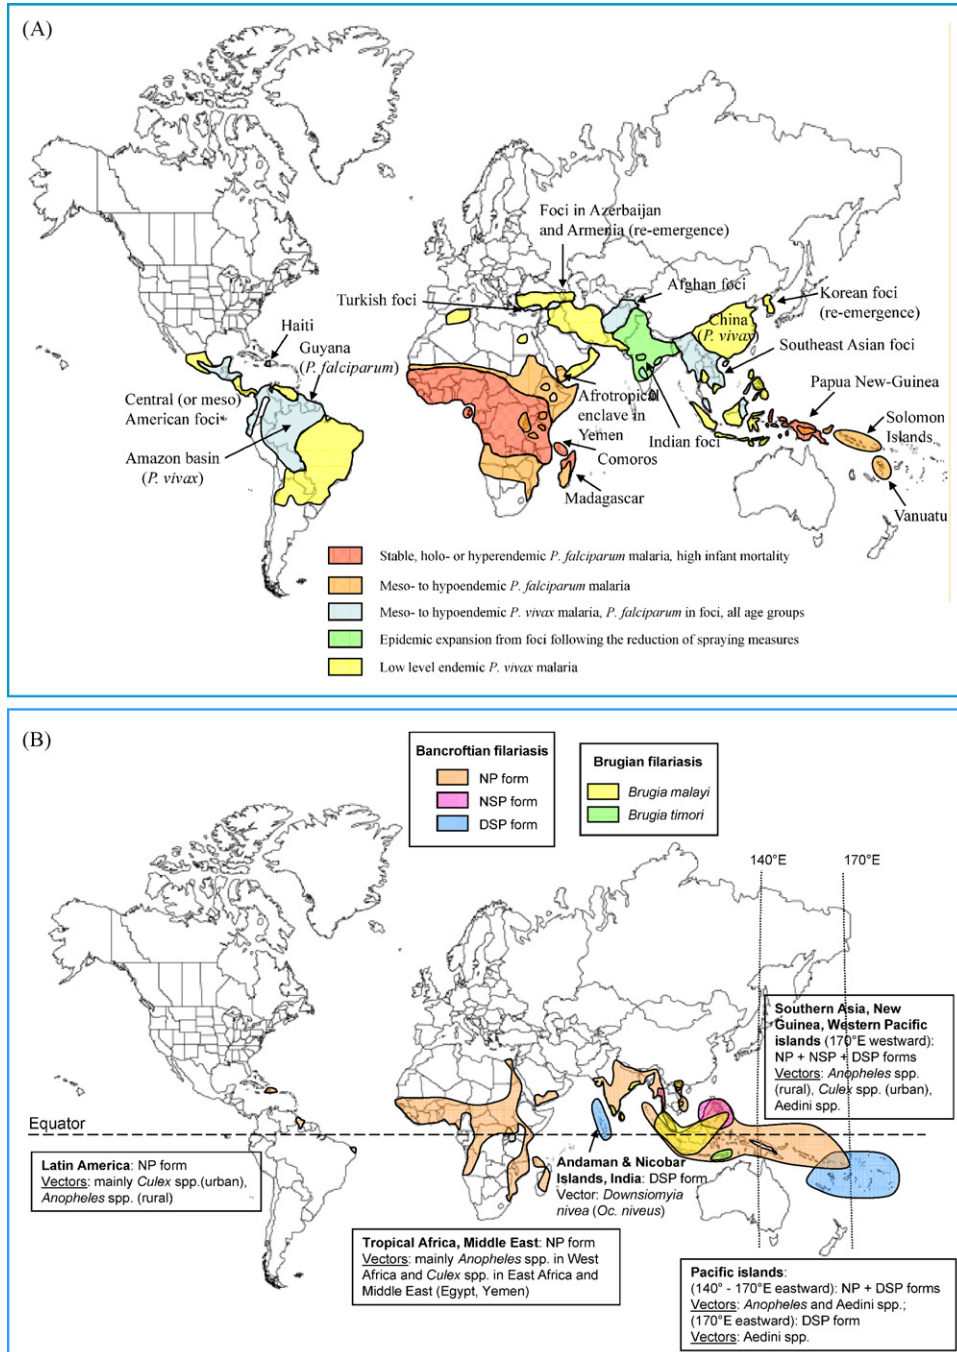 (A)
Foci in Azerbaijan
and Armenia (re-emergence)
Turkish foci
Afghan foci
Korean foci
(re-emergence)
China
(P. vivax)
Southeast Asian foci
Haiti
Guyana
(P. falciparum)
Papua New-Guinea
Central (or meso)
American foci
Afrotropical
enclave in
Yemen
Solomon
Islands
Indian foci
Amazon basin
(P. vivax)
Comoros
Madagascar
Vanuatu
Stable, holo- or hyperendemic P. falciparum malaria, high infant mortality
Meso- to hypoendemic P. falciparum malaria
Meso- to hypoendemic P. vivax malaria, P. falciparum in foci, all age groups
Epidemic expansion from foci following the reduction of spraying measures
Low level endemic P. vivax malaria
(B)
Bancroftian filariasis
NP form
NSP form
DSP form
Brugian filariasis
Brugia malayi
Brugia timori
140°E
170°E
Southern Asia, New
Guinea, Western Pacific
islands (170°E westward):
NP + NSP + DSP forms
Vectors: Anopheles spp.
(rural), Culex spp. (urban),
Aedini spp.
Equator
Latin America: NP form
Vectors: mainly Culex spp.(urban),
Anopheles spp. (rural)
Andaman & Nicobar
Islands, India: DSP form
Vector: Downsiomyia
nivea (Oc. niveus)
Tropical Africa, Middle East: NP form
Vectors: mainly Anopheles spp. in West
Africa and Culex spp. in East Africa and
Middle East (Egypt, Yemen)
Pacific islands:
(140° - 170°E eastward): NP + DSP forms
Vectors: Anopheles and Aedini spp.;
(170°E eastward): DSP form
Vectors: Aedini spp.